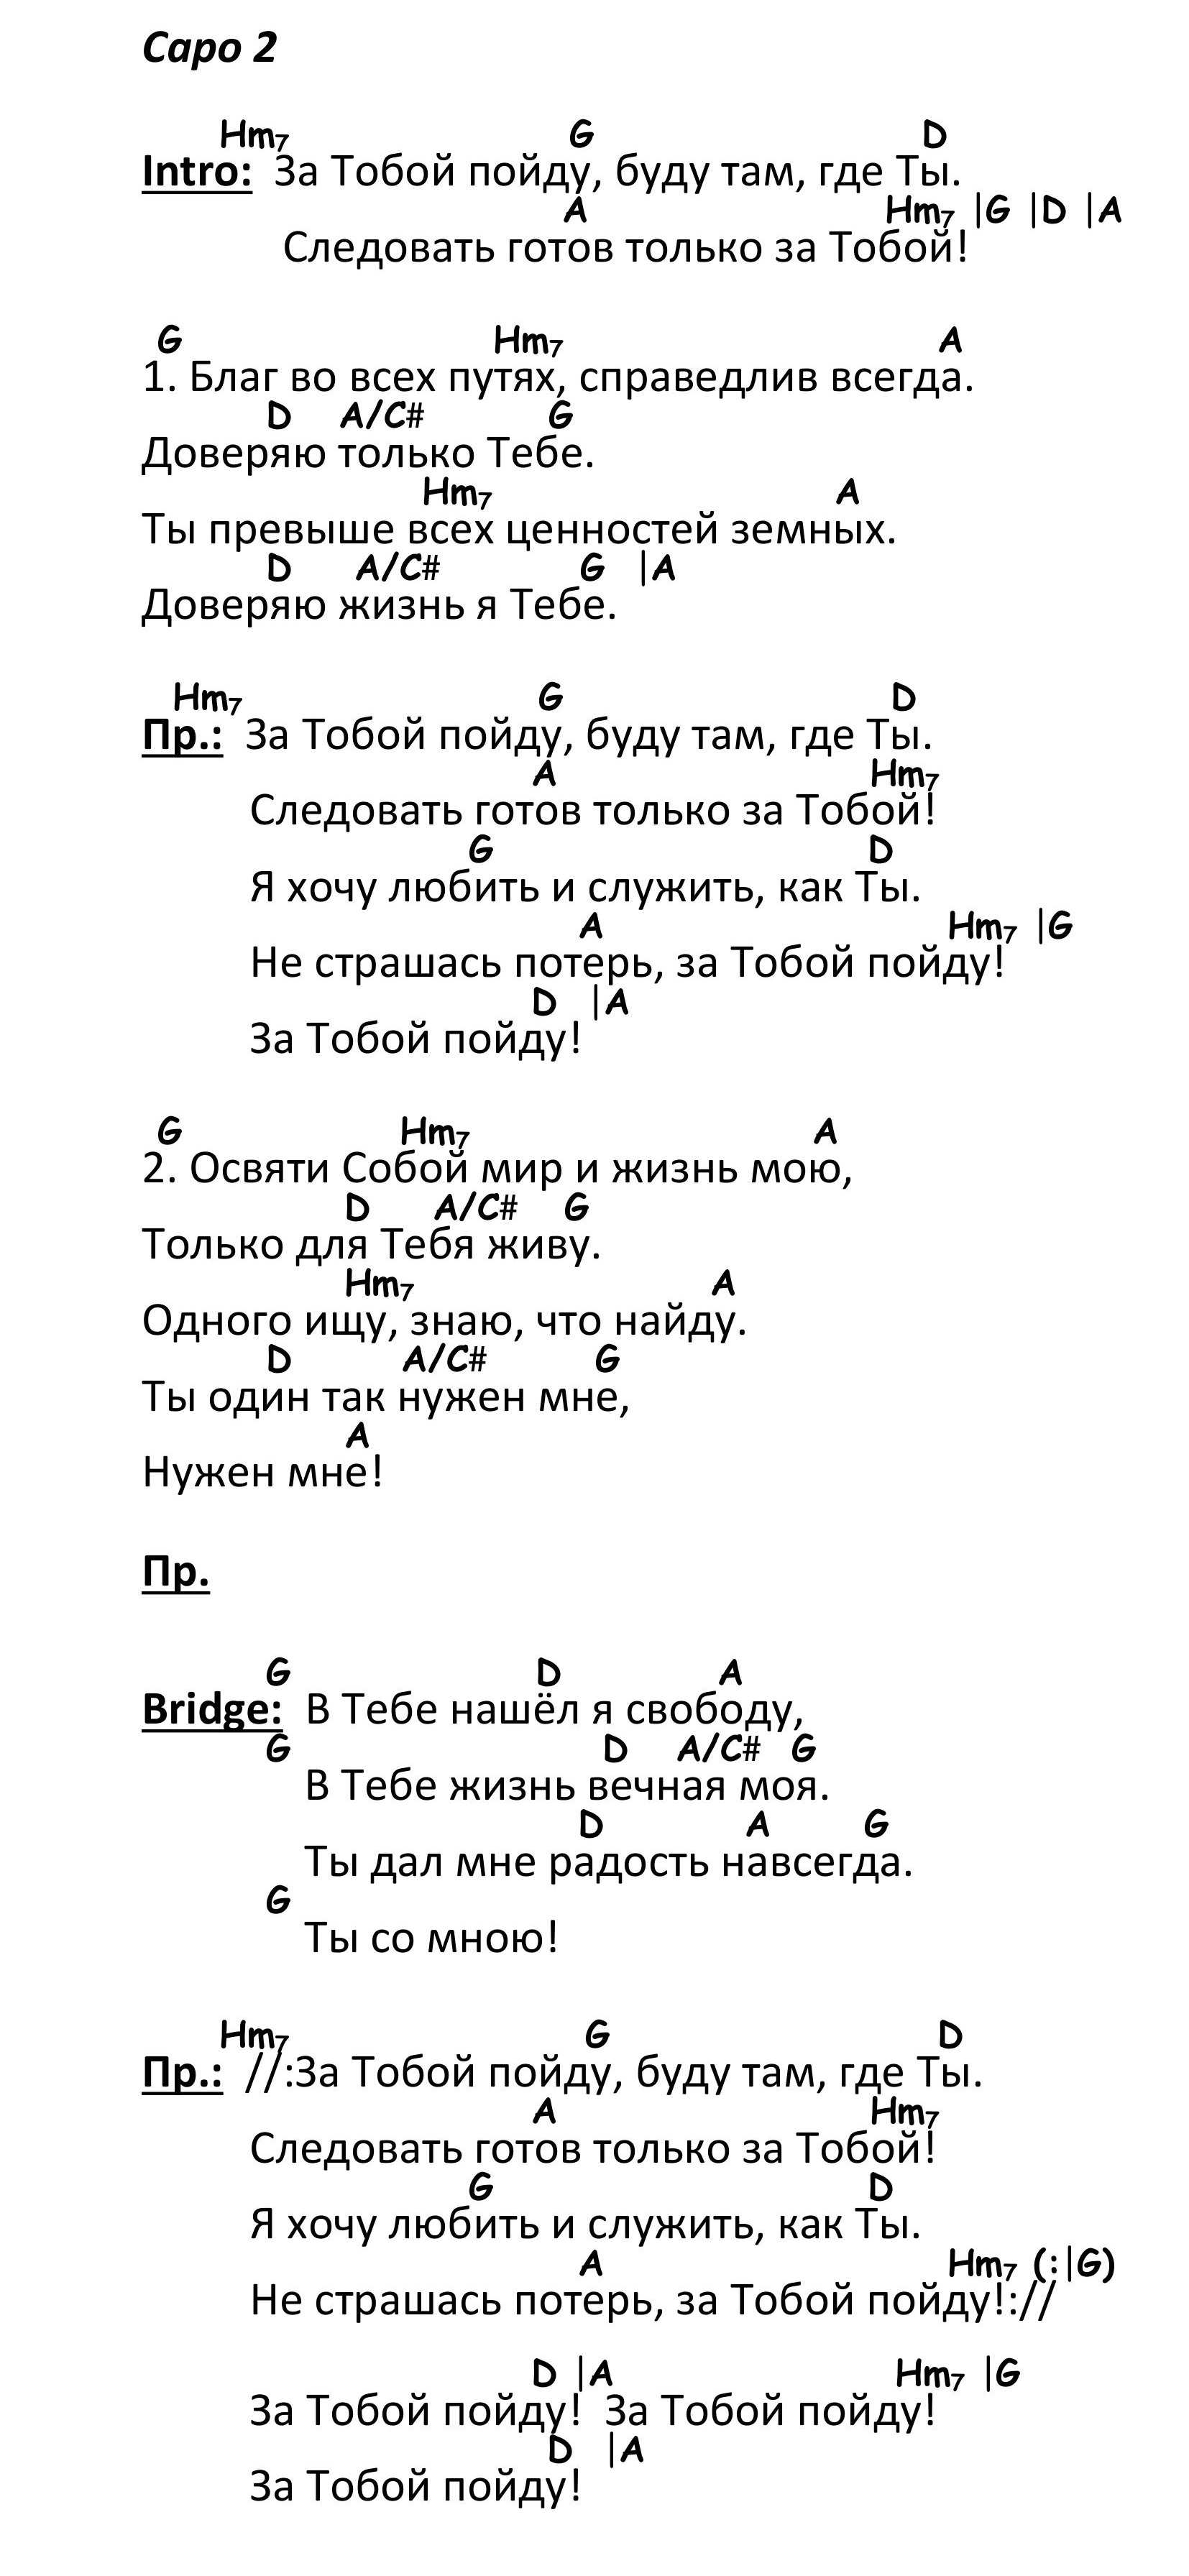 Capo 2
Hm7 G D
Intro: За Тобой пойду, буду там, где Ты.
A Hm7 |G |D |A
Следовать готов только за Тобой!
G Hm7 A
1. Благ во всех путях, справедлив всегда.
D A/C# G
Доверяю только Тебе.
Hm7 A
Ты превыше всех ценностей земных.
D A/C# G |A
Доверяю жизнь я Тебе.
Hm7 G D
Пр.: За Тобой пойду, буду там, где Ты.
A Hm7
Следовать готов только за Тобой!
G D
Я хочу любить и служить, как Ты.
A Hm7 |G
Не страшась потерь, за Тобой пойду!
D |A
За Тобой пойду!
G Hm7 A
2. Освяти Собой мир и жизнь мою,
D A/C# G
Только для Тебя живу.
Hm7 A
Одного ищу, знаю, что найду.
D A/C# G
Ты один так нужен мне,
A
Нужен мне!
Пр.
G D A
Bridge: В Тебе нашёл я свободу,
G D A/C# G
В Тебе жизнь вечная моя.
D A G
Ты дал мне радость навсегда.
G
Ты со мною!
Hm7 G D
Пр.: //:За Тобой пойду, буду там, где Ты.
A Hm7
Следовать готов только за Тобой!
G D
Я хочу любить и служить, как Ты.
A Hm7 (:|G)
Не страшась потерь, за Тобой пойду!://
D |A Hm7 |G
За Тобой пойду! За Тобой пойду!
D |A
За Тобой пойду!